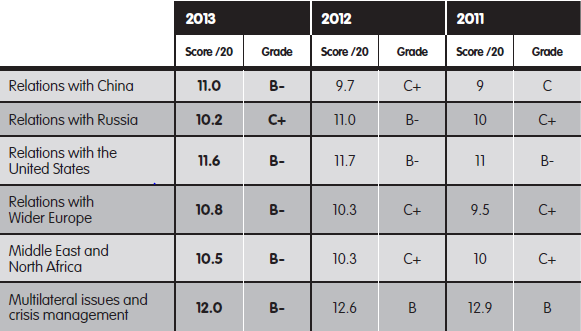 2013 2012 2011
Score /20 Grade Score /20 Grade Score /20 Grade
Relations with China 11.0 B- 9.7 C+ 9 C
Relations with Russia 10.2 C+ 11.0 B- 10 C+
Relations with the
United States 11.6 B- 11.7 B- 11 B-
Relations with
Wider Europe 10.8 B- 10.3 C+ 9.5 C+
Middle East and
North Africa 10.5 B- 10.3 C+ 10 C+
Multilateral issues and
crisis management 12.0 B- 12.6 B 12.9 B